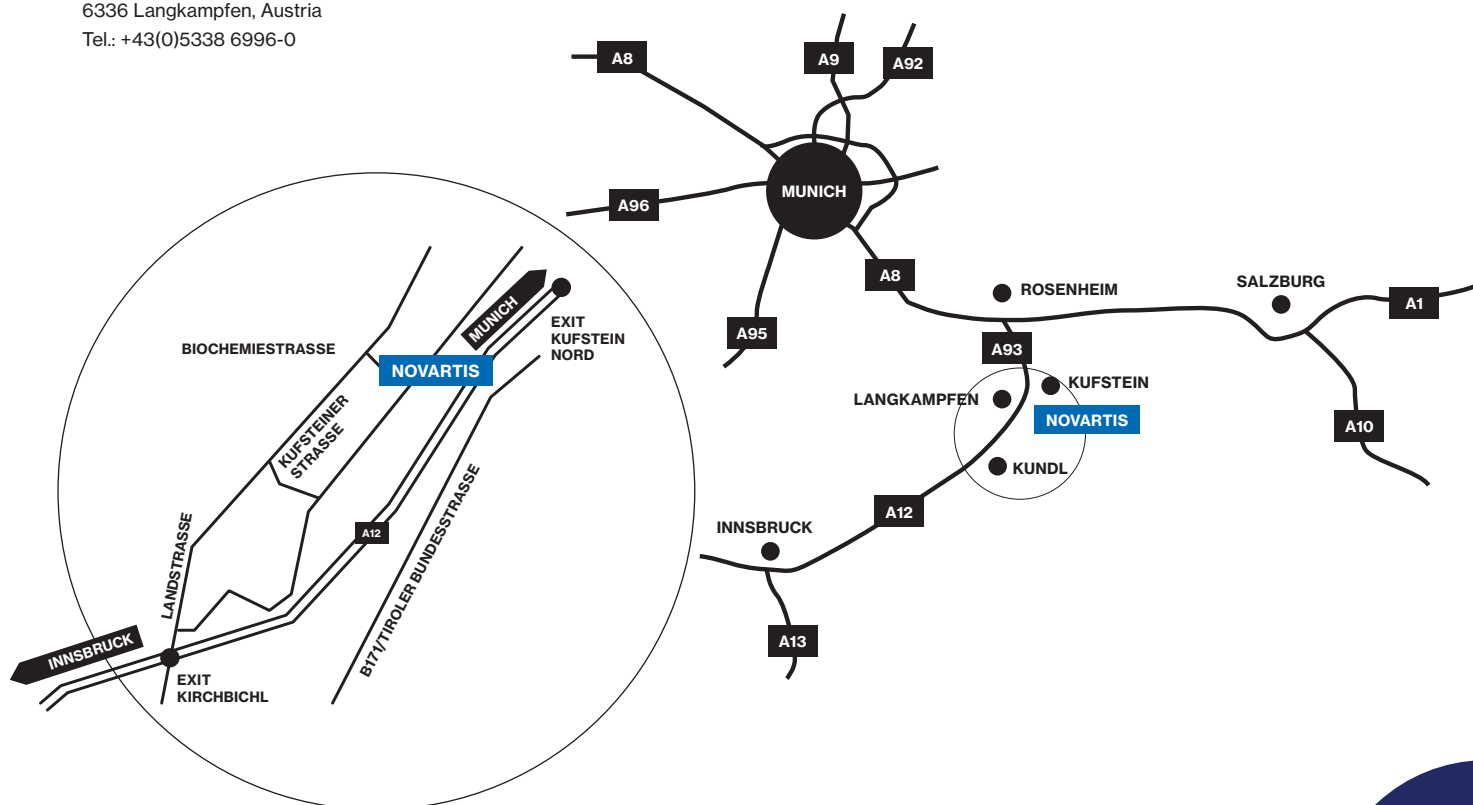 6336 Langkampfen, Austria
Tel.: +43(0)5338 6996-0
A8
A9
A92
MUNICH
A96
A8
A95
ROSENHEIM
SALZBURG
A1
A93
LANGKAMPFEN
KUFSTEIN
NOVARTIS
A10
KUNDL
A12
INNSBRUCK
A13
MUNICH
EXIT
KUFSTEIN
NORD
BIOCHEMIESTRASSE
NOVARTIS
KUFSTEINER
STRASSE
A12
LANDSTRASSE
B171/TIROLER BUNDESSTRASSE
INNSBRUCK
EXIT
KIRCHBICHL